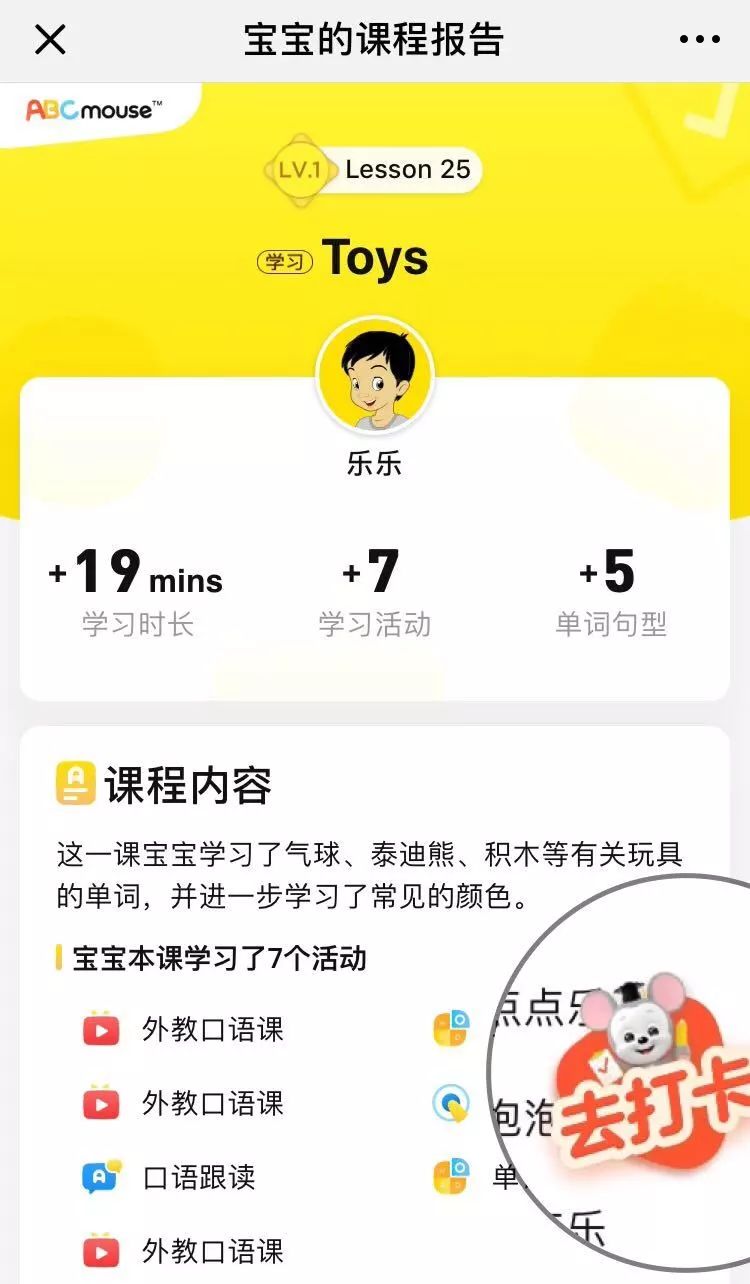 宝宝的课程报告
ABCmouse™
LV.1 Lesson 25
学习 Toys
乐乐
+19 mins
学习时长
+7
学习活动
+5
单词句型
课程内容
这一课宝宝学习了气球、泰迪熊、积木等有关玩具
的单词，并进一步学习了常见的颜色。
宝宝本课学习了7个活动
外教口语课
点点乐
外教口语课
泡泡
口语跟读
单
外教口语课
乐
去打卡